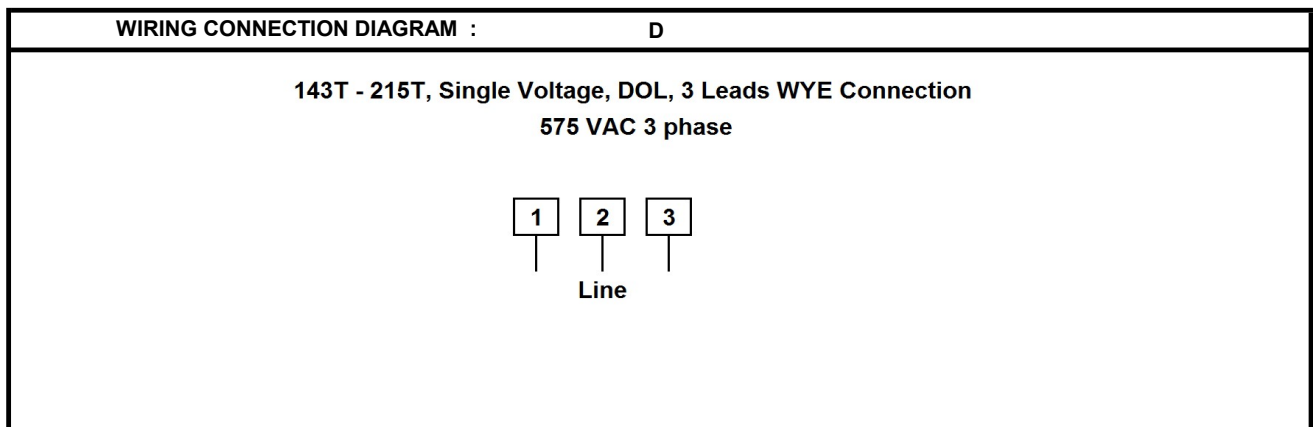 WIRING CONNECTION DIAGRAM : D
143T - 215T, Single Voltage, DOL, 3 Leads WYE Connection
575 VAC 3 phase
1 2 3
Line